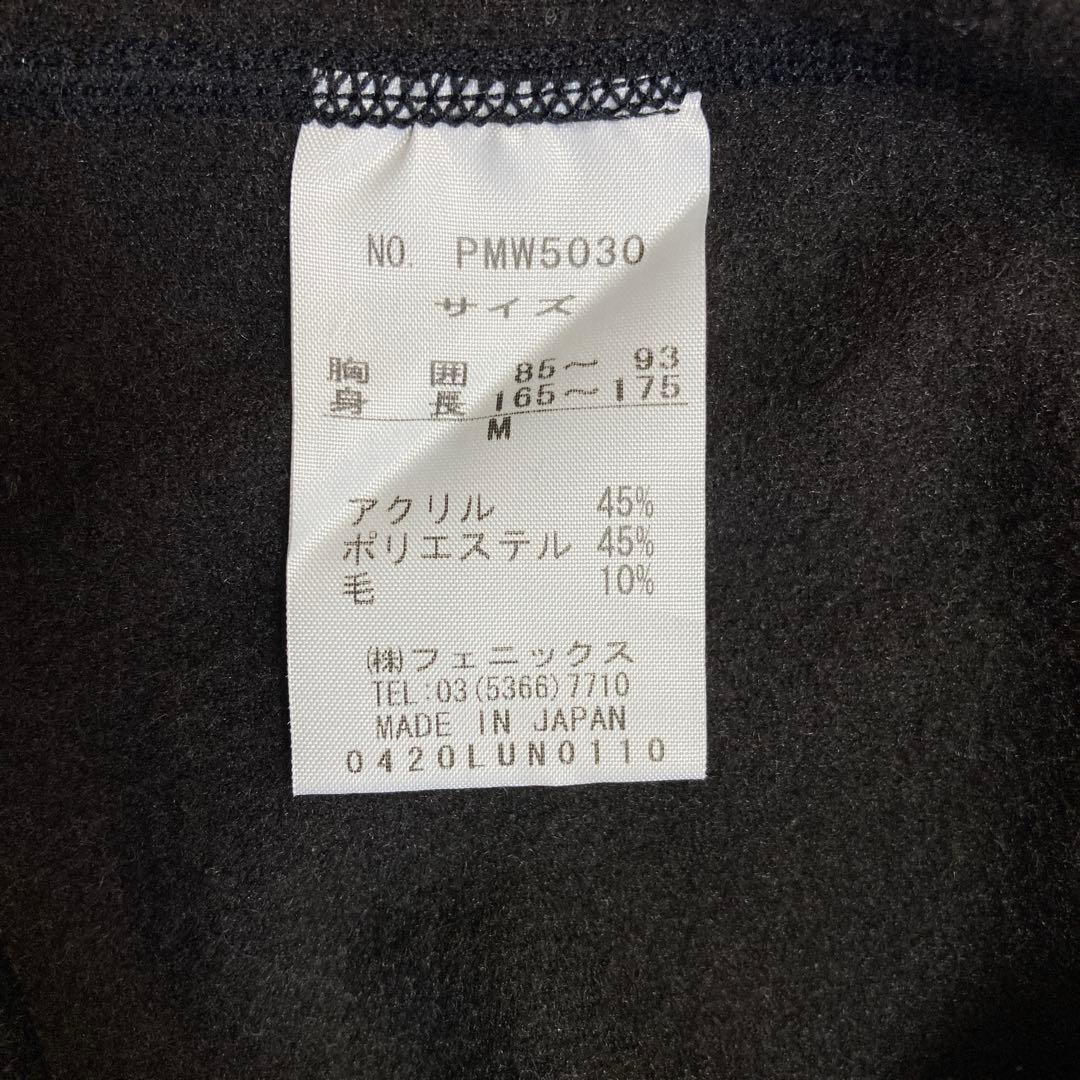 NO. PMW5030
サイズ
胸 囲 85～ 93
身 長 165～175
M
アクリル 45%
ポリエステル 45%
毛 10%
(株)フェニックス
TEL:03(5366)7710
MADE IN JAPAN
0420LUN0110